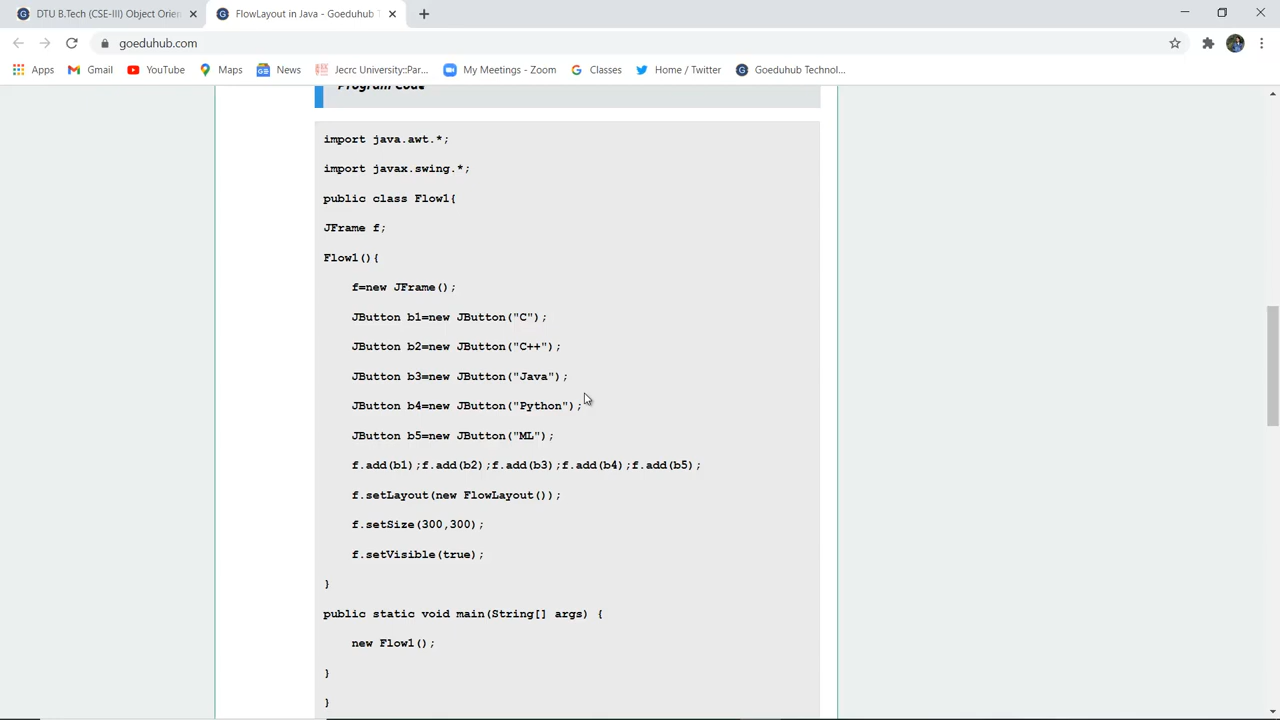 DTU B.Tech (CSE-III) Object Orien
FlowLayout in Java - Goeduhub T
goeduhub.com
Apps
Gmail
YouTube
Maps
News
Jecrc University::Par...
My Meetings - Zoom
Classes
Home / Twitter
Goeduhub Technol...
Program Code
import java.awt.*;
import javax.swing.*;
public class Flow1{
JFrame f;
Flow1(){
f=new JFrame();
JButton b1=new JButton("C");
JButton b2=new JButton("C++");
JButton b3=new JButton("Java");
JButton b4=new JButton("Python");
JButton b5=new JButton("ML");
f.add(b1);f.add(b2);f.add(b3);f.add(b4);f.add(b5);
f.setLayout(new FlowLayout());
f.setSize(300,300);
f.setVisible(true);
}
public static void main(String[] args) {
new Flow1();
}
}